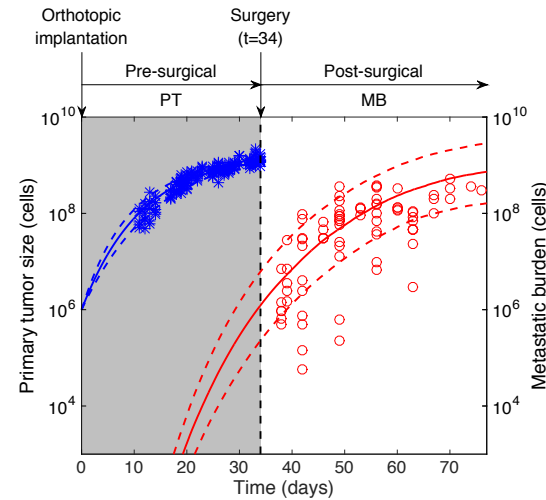 Orthotopic
implantation
Surgery
(t=34)
Pre-surgical
Post-surgical
PT
MB
Primary tumor size (cells)
10^10
10^8
10^6
10^4
10^10
10^8
10^6
10^4
Metastatic burden (cells)
0 10 20 30 40 50 60 70
Time (days)